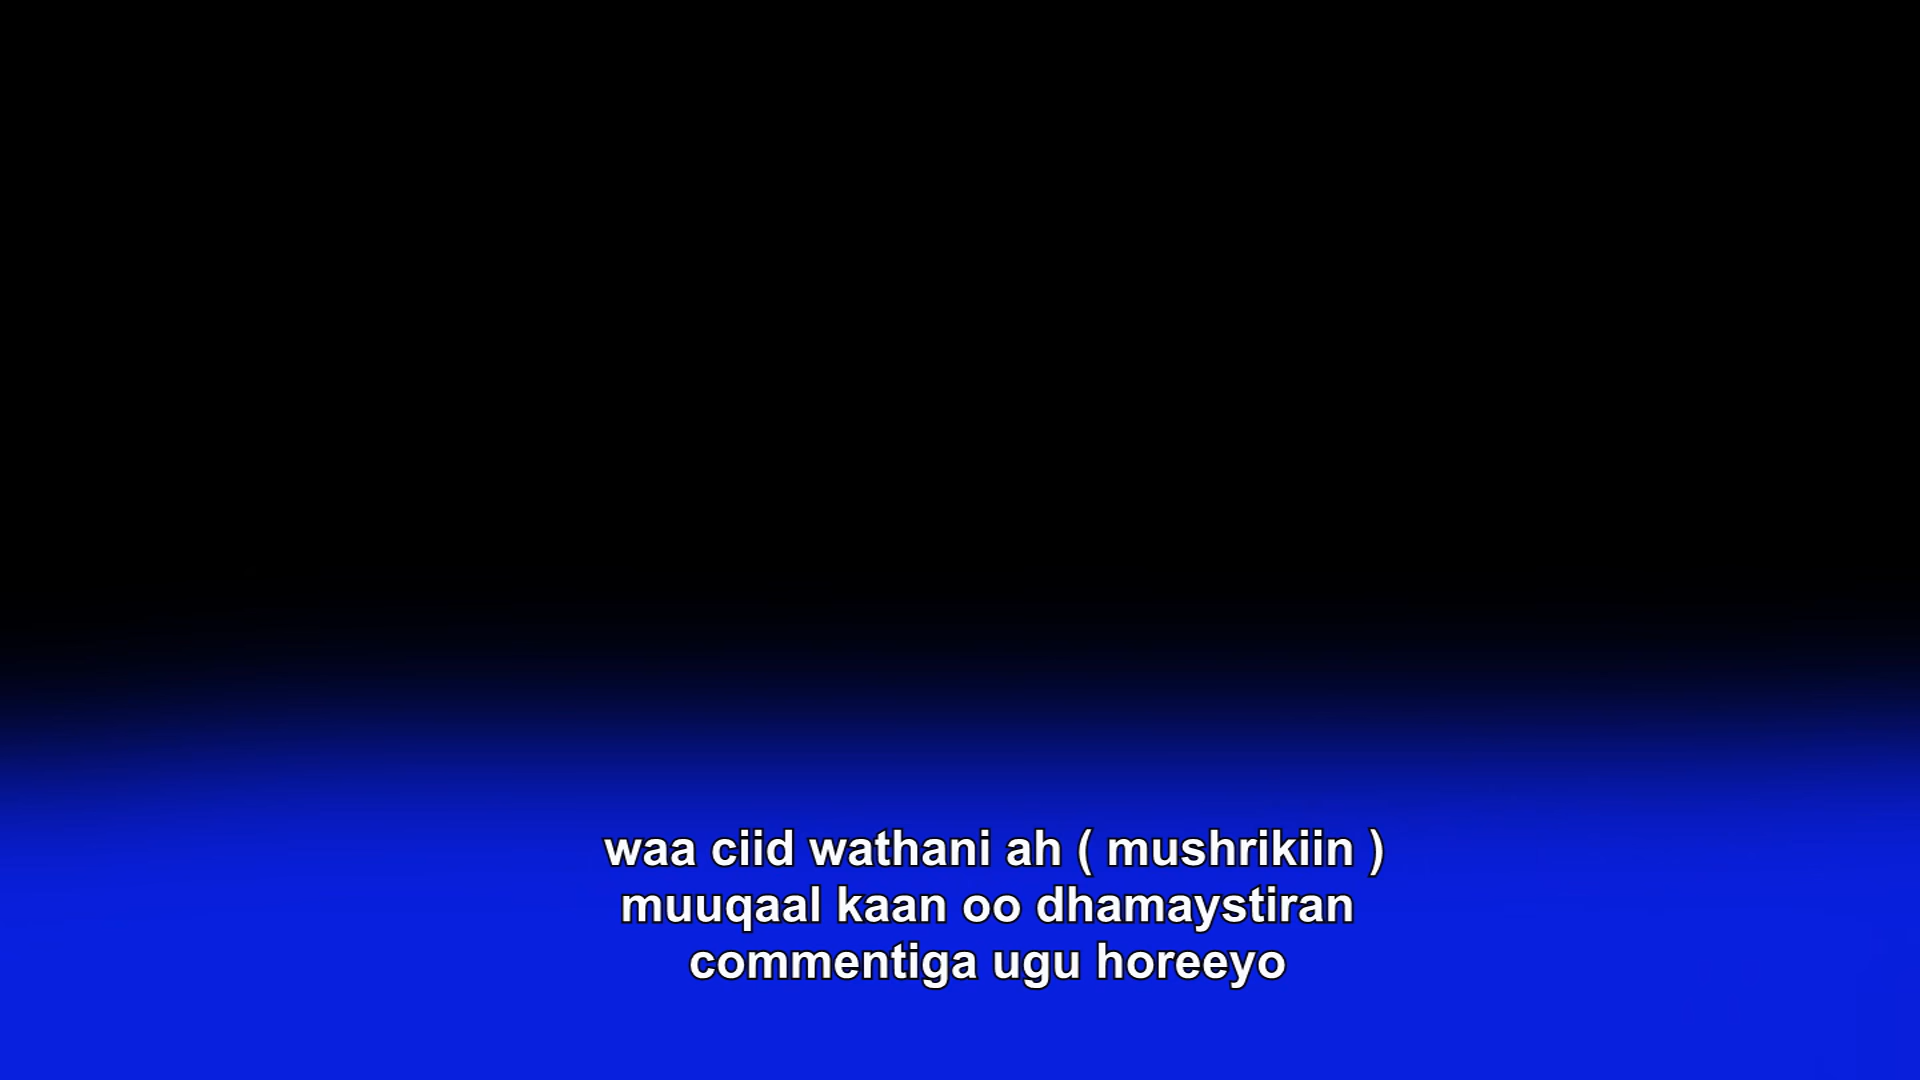 waa ciid wathani ah ( mushrikiin )
muuqaal kaan oo dhamaystiran
commentiga ugu horeeyo